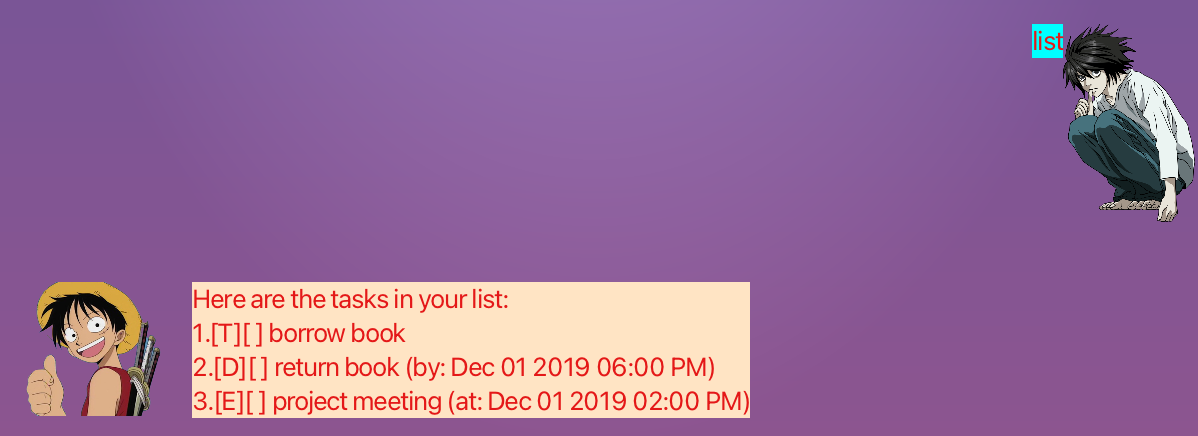 list
Here are the tasks in your list:
1.[T][ ] borrow book
2.[D][ ] return book (by: Dec 01 2019 06:00 PM)
3.[E][ ] project meeting (at: Dec 01 2019 02:00 PM)